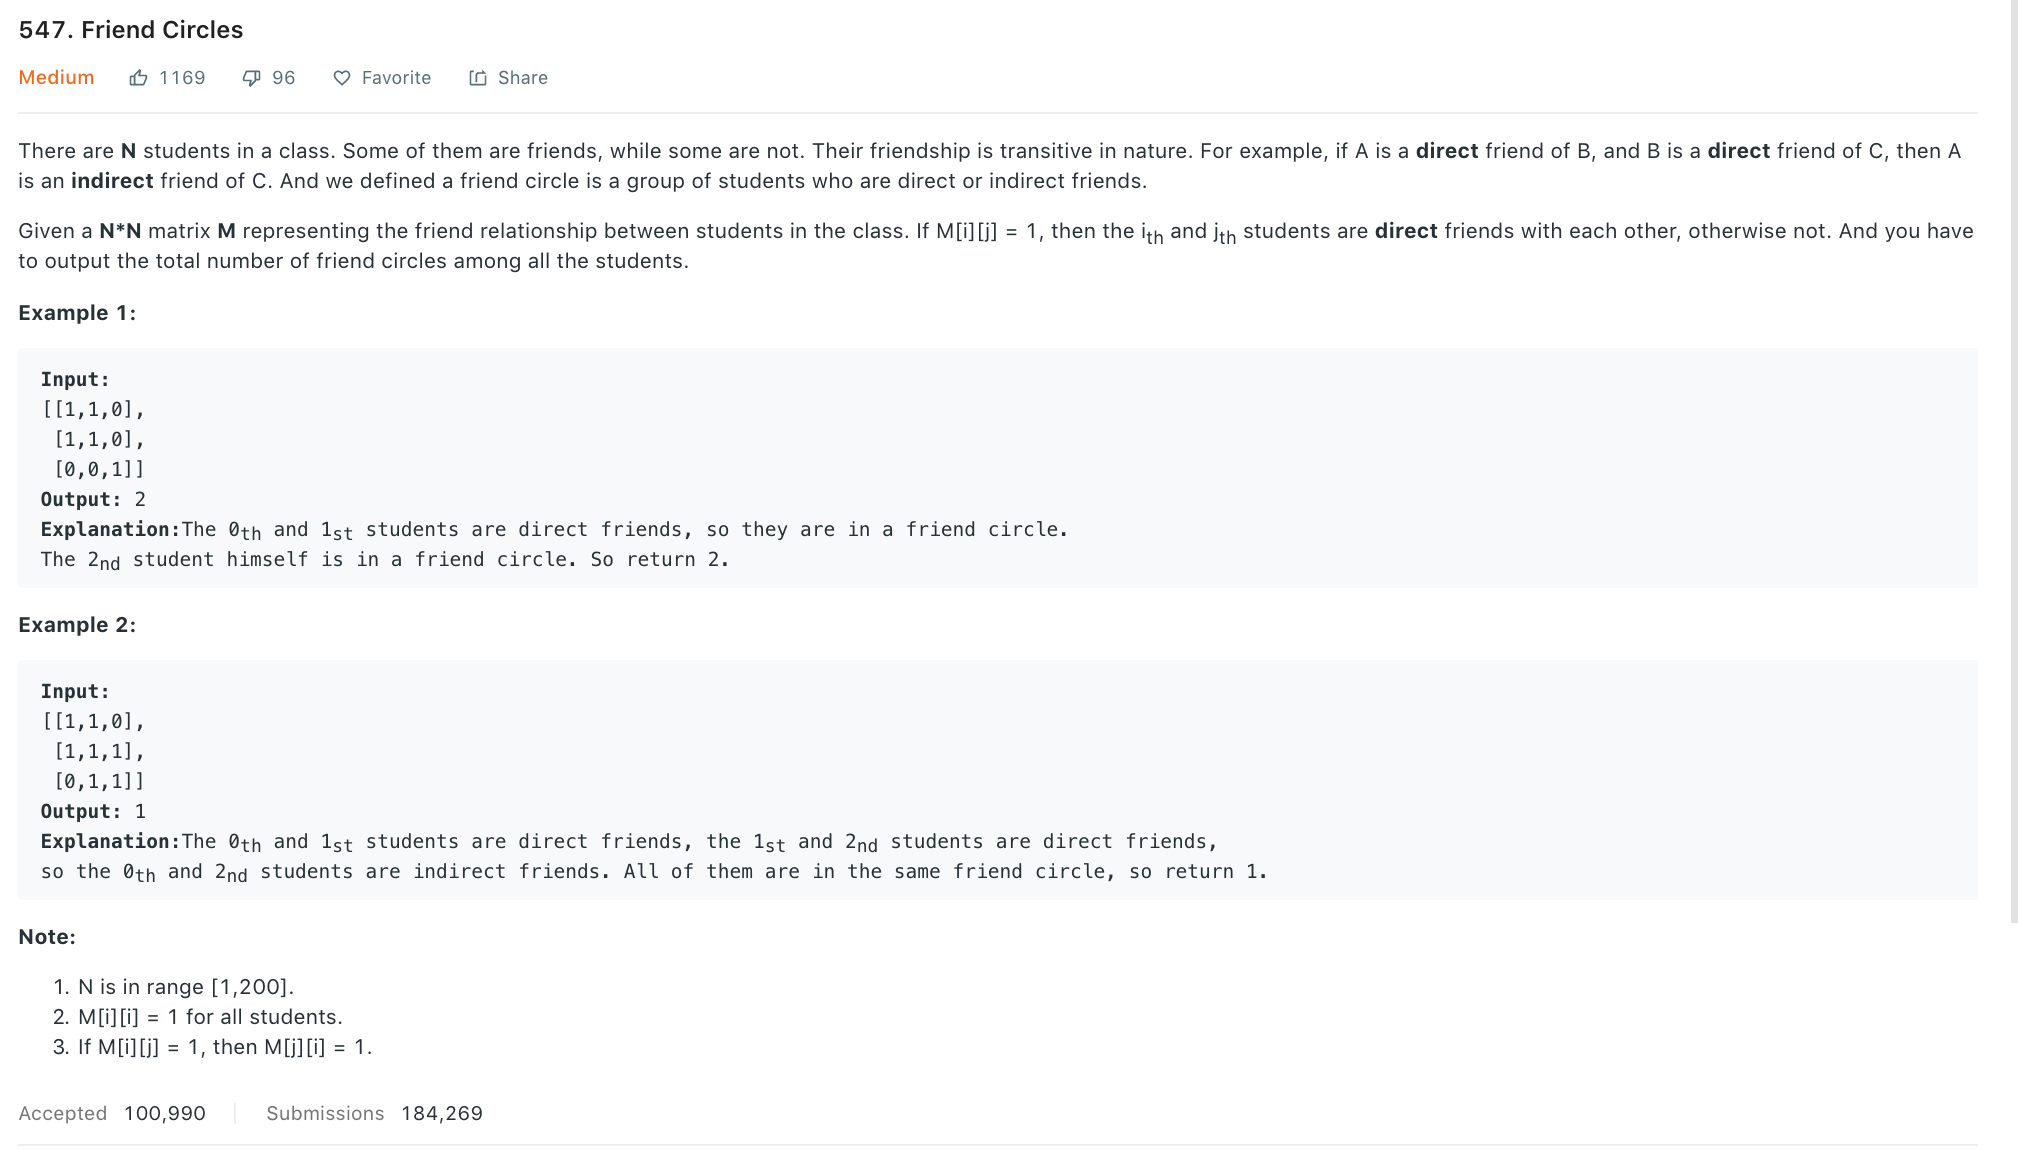 547. Friend Circles
Medium 1169 96 Favorite Share
There are N students in a class. Some of them are friends, while some are not. Their friendship is transitive in nature. For example, if A is a direct friend of B, and B is a direct friend of C, then A
is an indirect friend of C. And we defined a friend circle is a group of students who are direct or indirect friends.
Given a N*N matrix M representing the friend relationship between students in the class. If M[i][j] = 1, then the ith and jth students are direct friends with each other, otherwise not. And you have
to output the total number of friend circles among all the students.
Example 1:
Input:
[[1,1,0],
[1,1,0],
[0,0,1]]
Output: 2
Explanation:The 0th and 1st students are direct friends, so they are in a friend circle.
The 2nd student himself is in a friend circle. So return 2.
Example 2:
Input:
[[1,1,0],
[1,1,1],
[0,1,1]]
Output: 1
Explanation:The 0th and 1st students are direct friends, the 1st and 2nd students are direct friends,
so the 0th and 2nd students are indirect friends. All of them are in the same friend circle, so return 1.
Note:
1. N is in range [1,200].
2. M[i][i] = 1 for all students.
3. If M[i][j] = 1, then M[j][i] = 1.
Accepted 100,990 Submissions 184,269